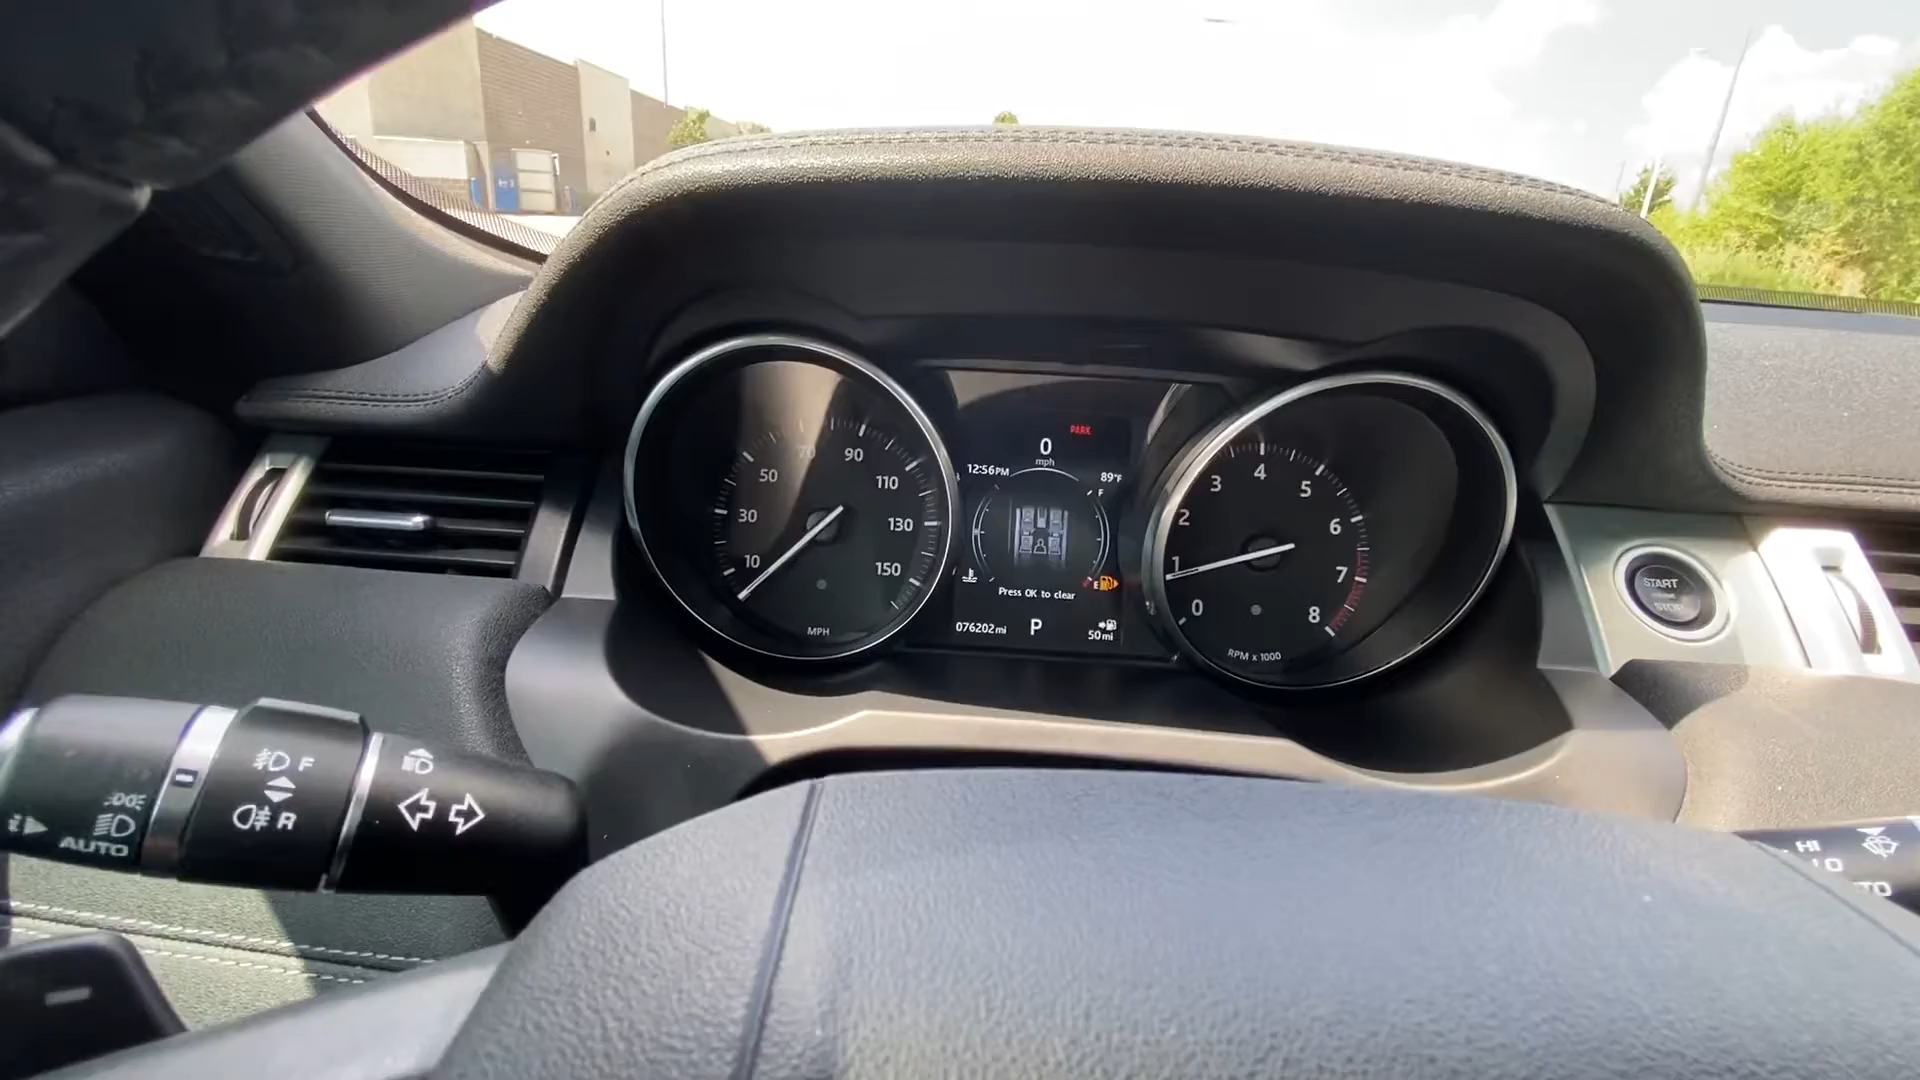 10
30
50
70
90
110
130
150
MPH
PARK
0
mph
12:56PM
89°F
F
E
Press OK to clear
076202mi
P
50mi
0
1
2
3
4
5
6
7
8
RPM x 1000
START
STOP
F
R
AUTO
HI